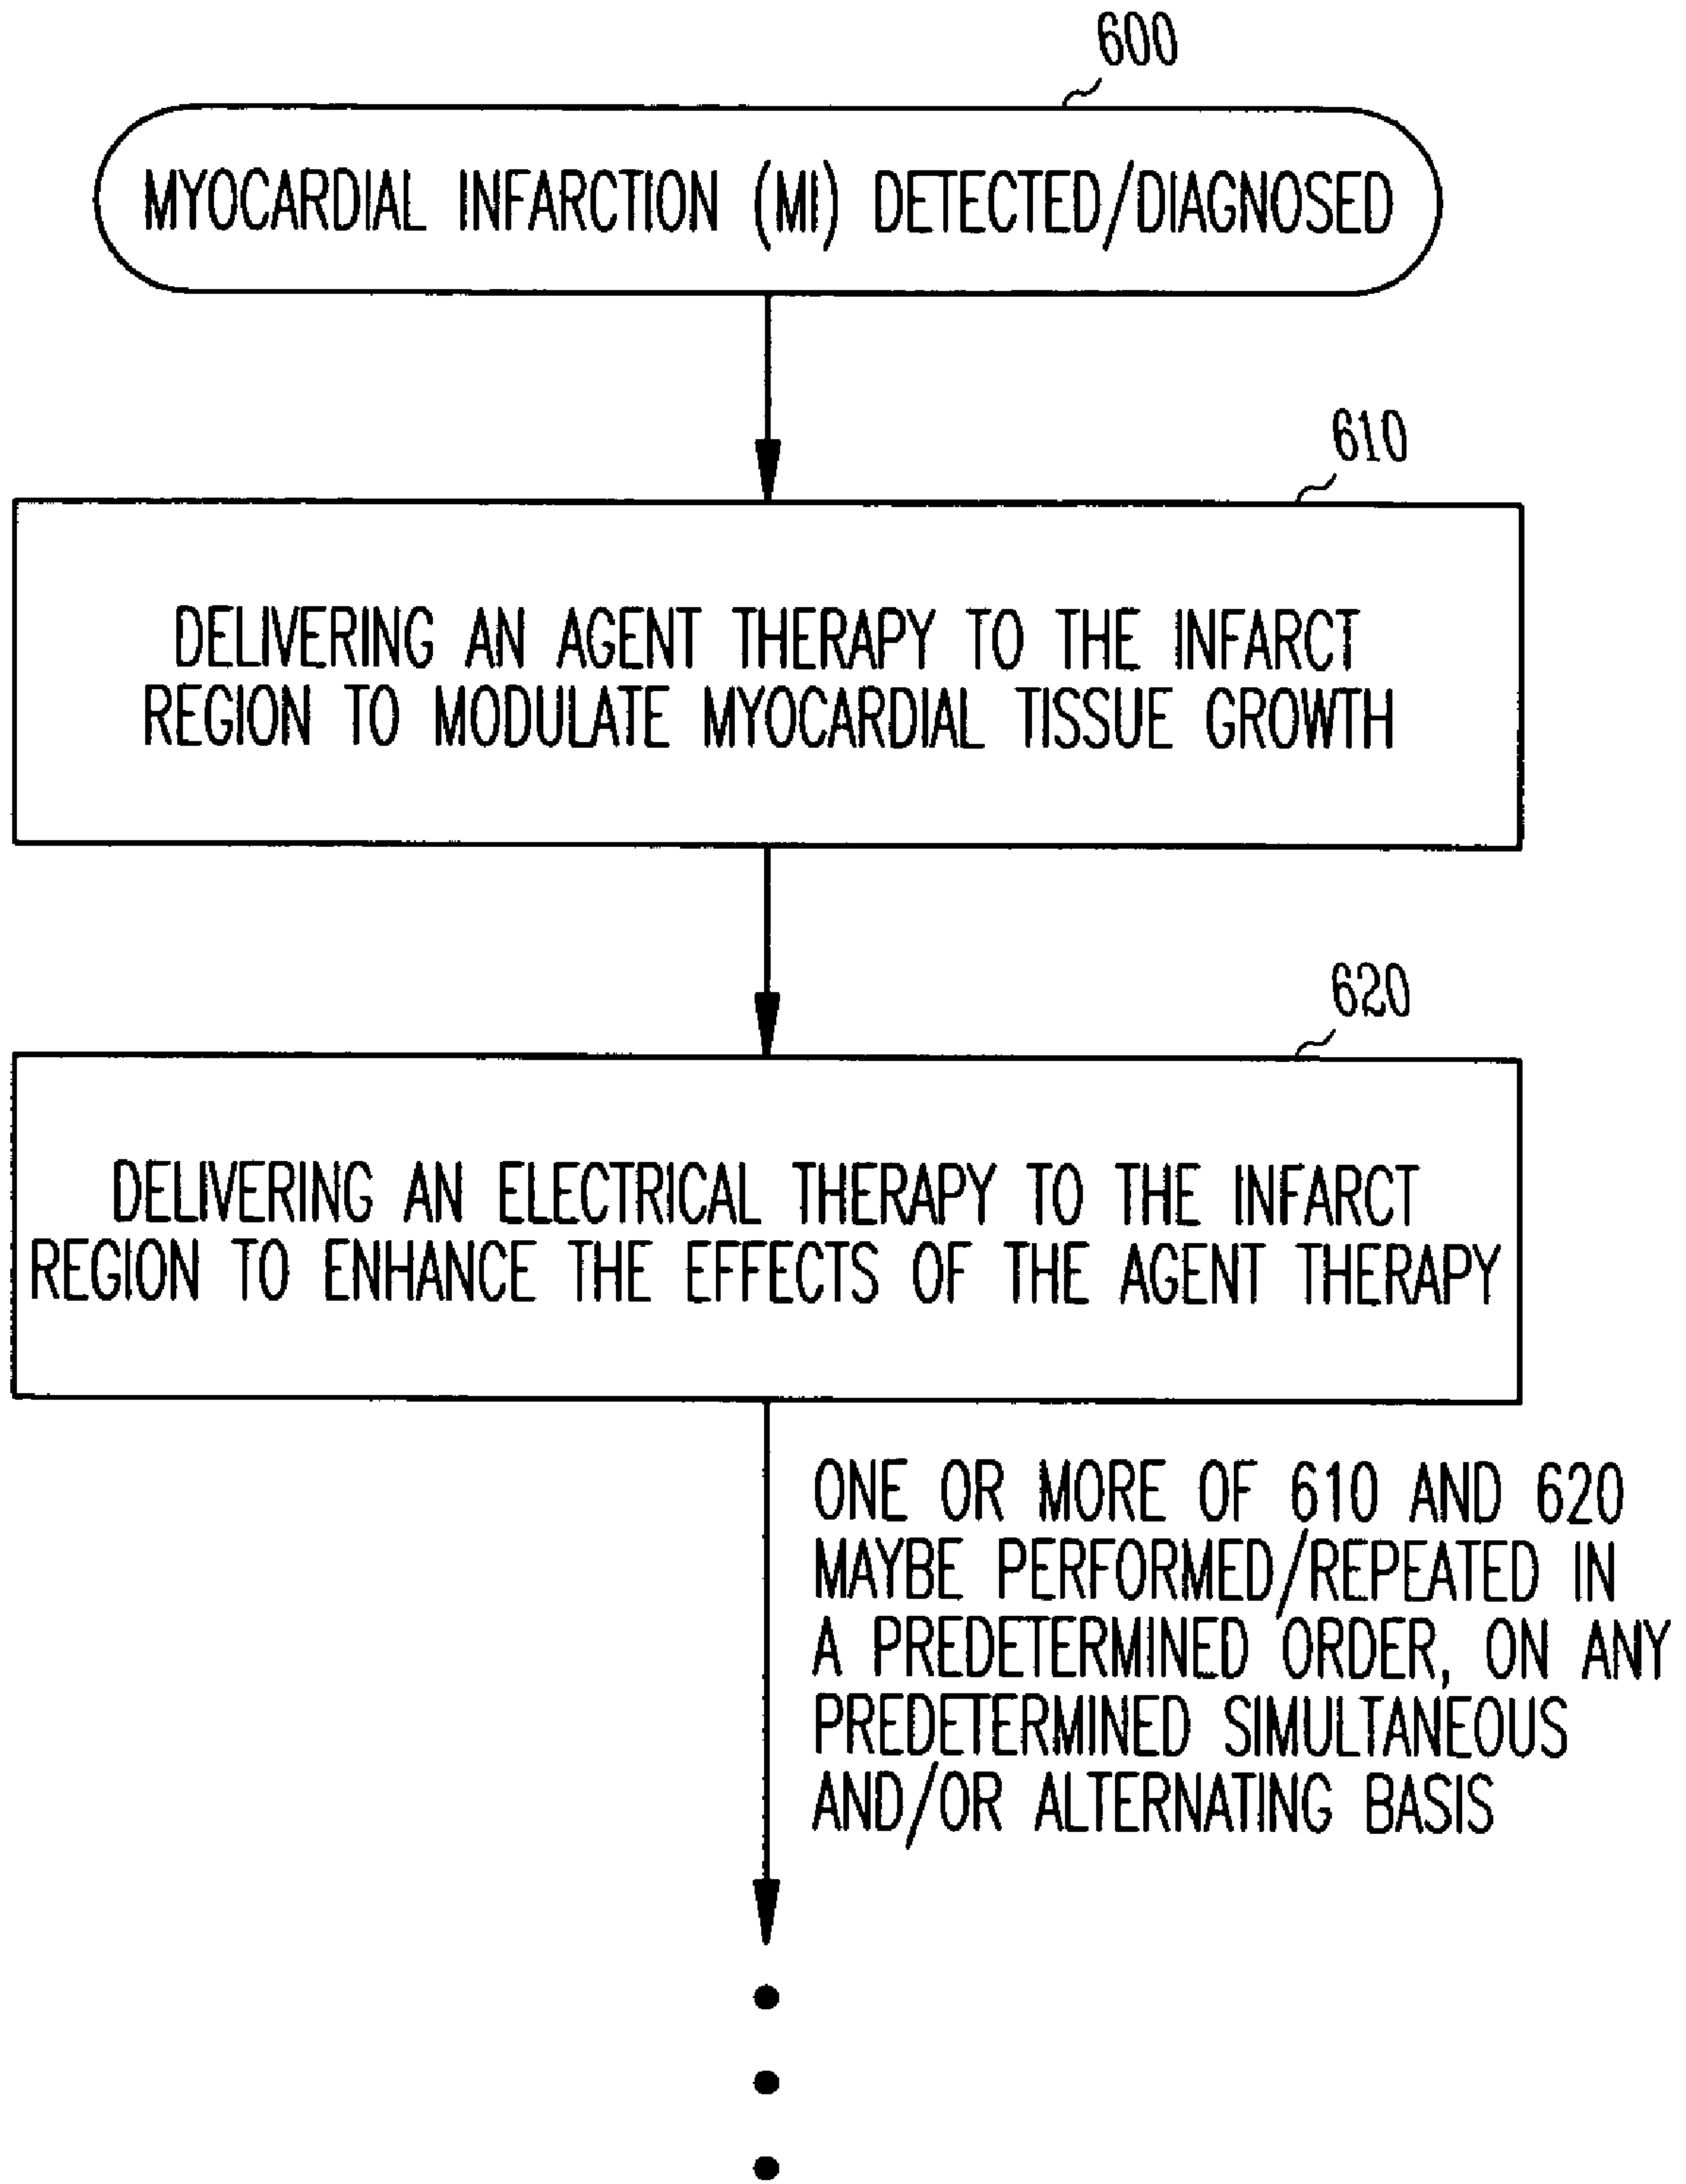 600
MYOCARDIAL INFARCTION (MI) DETECTED/DIAGNOSED
610
DELIVERING AN AGENT THERAPY TO THE INFARCT
REGION TO MODULATE MYOCARDIAL TISSUE GROWTH
620
DELIVERING AN ELECTRICAL THERAPY TO THE INFARCT
REGION TO ENHANCE THE EFFECTS OF THE AGENT THERAPY
ONE OR MORE OF 610 AND 620
MAYBE PERFORMED/REPEATED IN
A PREDETERMINED ORDER, ON ANY
PREDETERMINED SIMULTANEOUS
AND/OR ALTERNATING BASIS